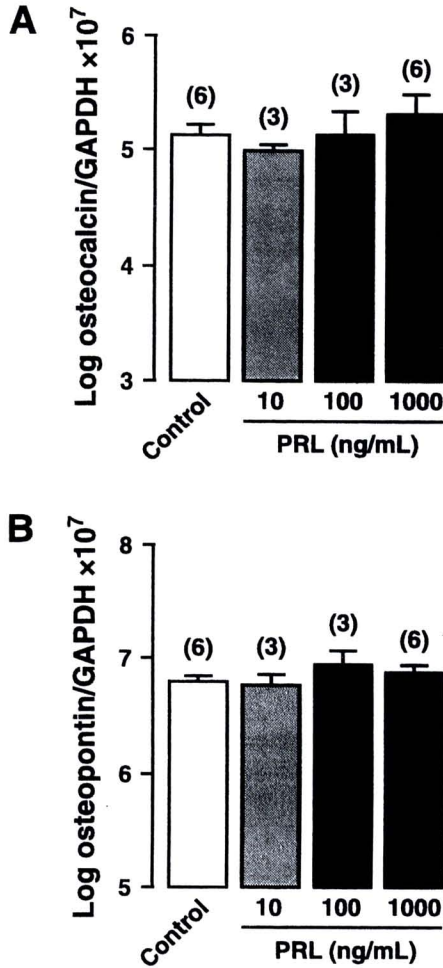 A
Log osteocalcin/GAPDH ×10⁷
6
5
4
3
(6)
(3)
(3)
(6)
Control
10
100
1000
PRL (ng/mL)
B
Log osteopontin/GAPDH ×10⁷
8
7
6
5
(6)
(3)
(3)
(6)
Control
10
100
1000
PRL (ng/mL)